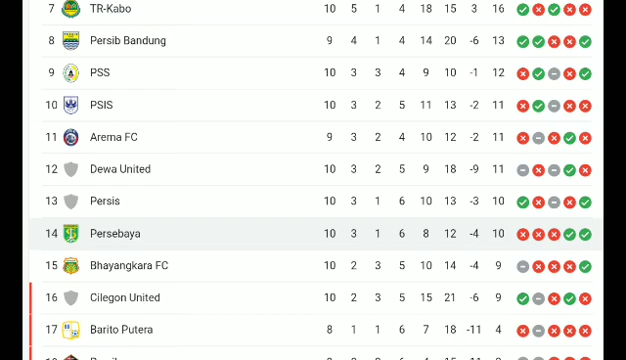 7 TR-Kabo 10 5 1 4 18 15 3 16
8 Persib Bandung 9 4 1 4 14 20 -6 13
9 PSS 10 3 3 4 9 10 -1 12
10 PSIS 10 3 2 5 11 13 -2 11
11 Arema FC 9 3 2 4 10 12 -2 11
12 Dewa United 10 3 2 5 9 18 -9 11
13 Persis 10 3 1 6 10 13 -3 10
14 Persebaya 10 3 1 6 8 12 -4 10
15 Bhayangkara FC 10 2 3 5 10 14 -4 9
16 Cilegon United 10 2 3 5 15 21 -6 9
17 Barito Putera 8 1 1 6 7 18 -11 4